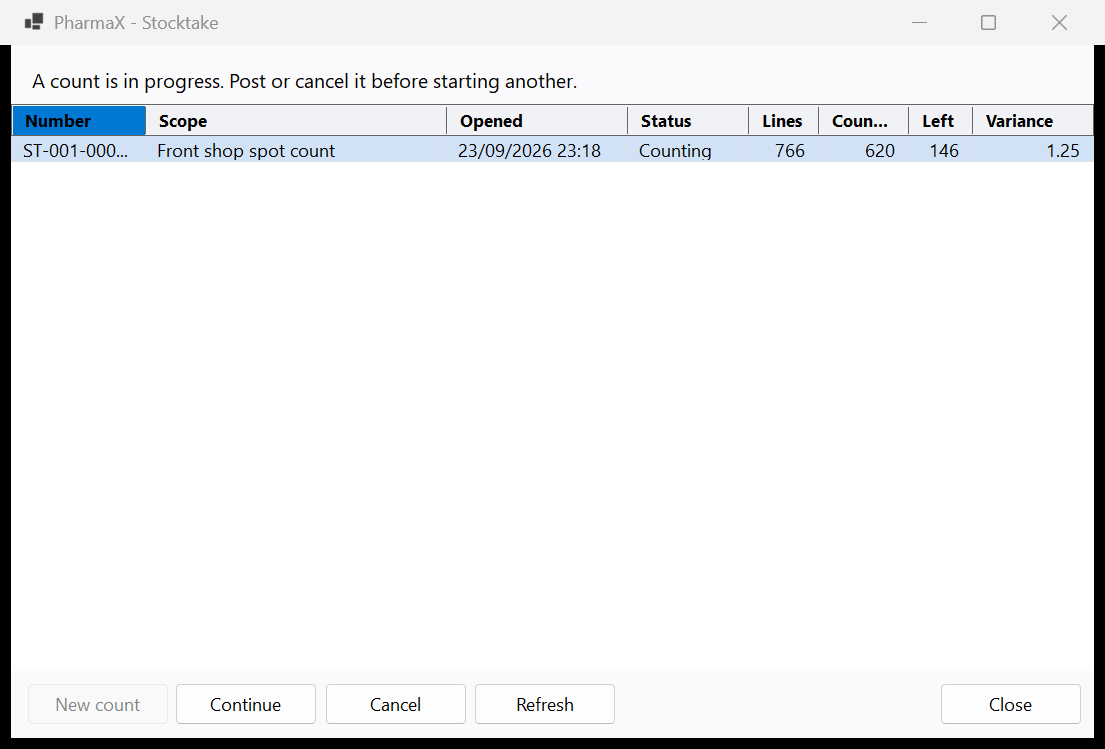 PharmaX - Stocktake
A count is in progress. Post or cancel it before starting another.
Number Scope Opened Status Lines Coun... Left Variance
ST-001-000... Front shop spot count 23/09/2026 23:18 Counting 766 620 146 1.25
New count Continue Cancel Refresh Close